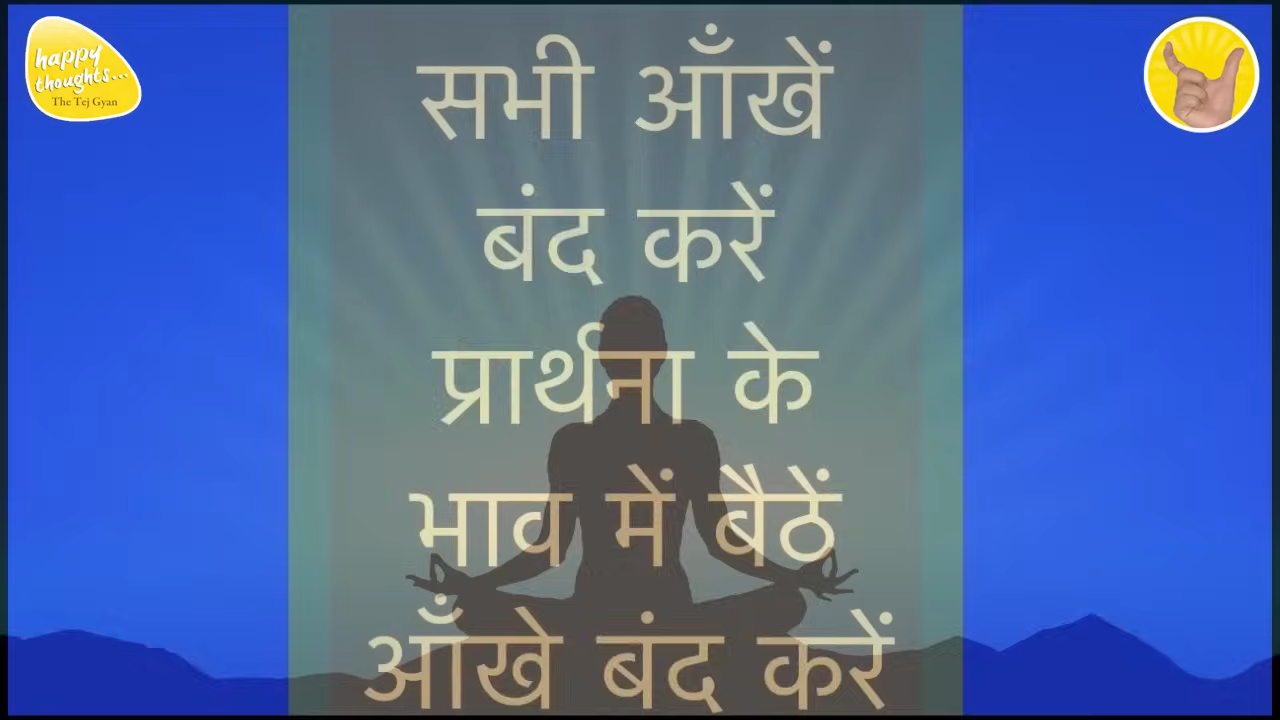 happy
thoughts...
The Tej Gyan
सभी आँखें
बंद करें
प्रार्थना के
भाव में बैठें
आँखे बंद करें